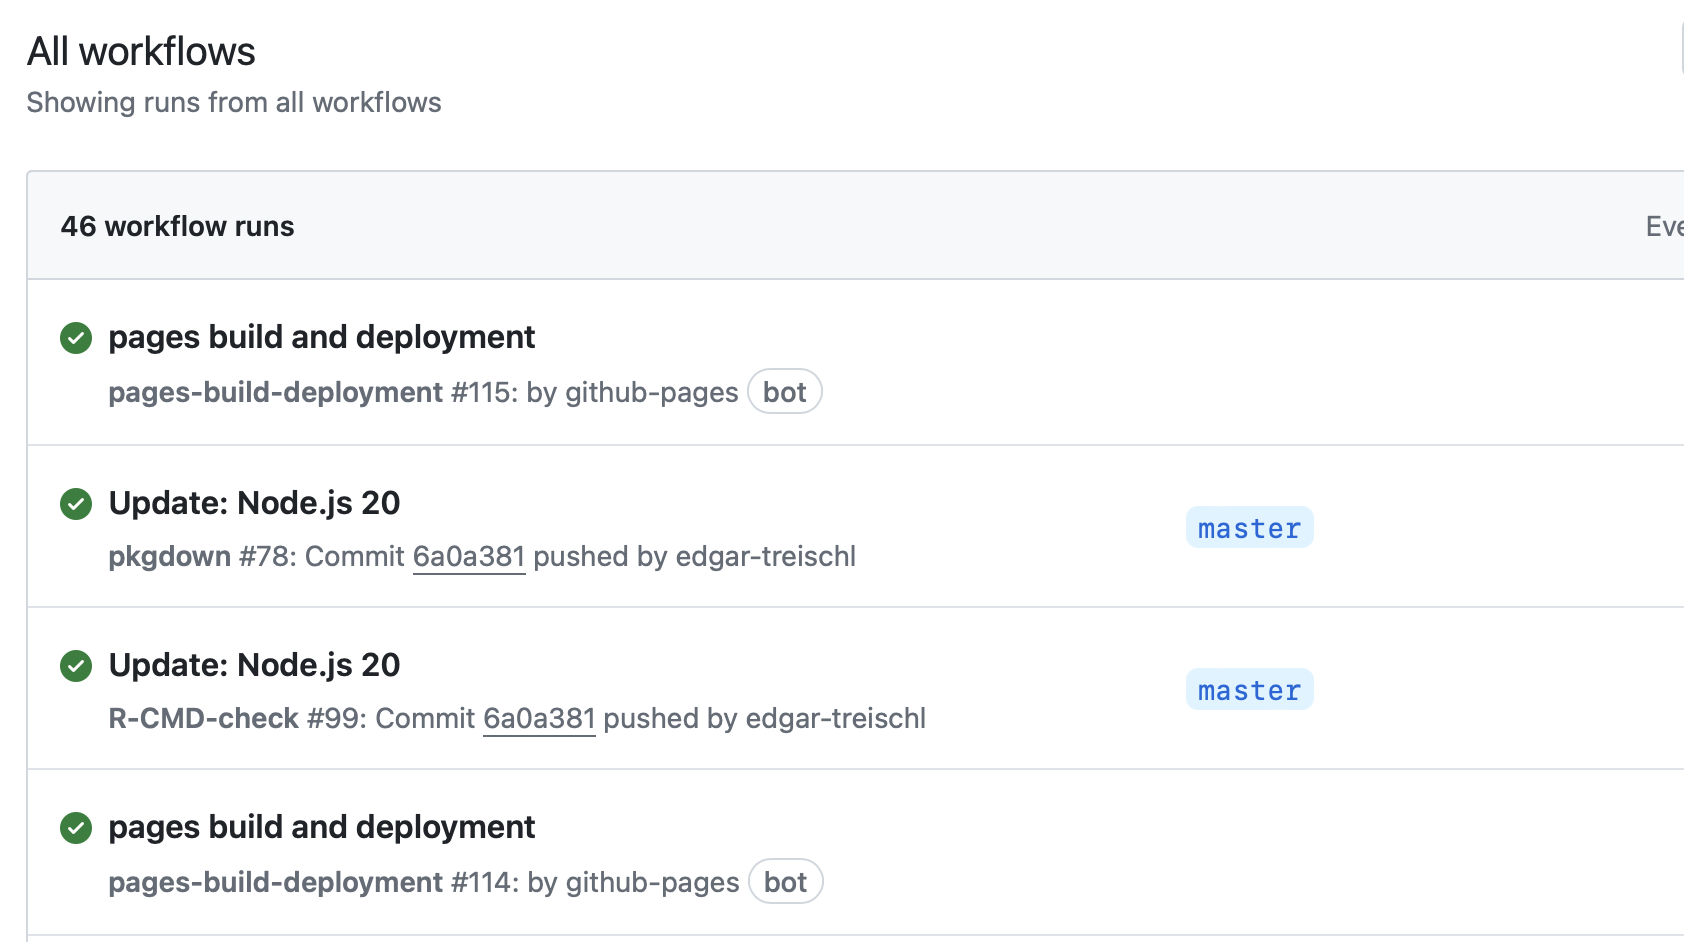 All workflows
Showing runs from all workflows
46 workflow runs
pages build and deployment
pages-build-deployment #115: by github-pages bot
Update: Node.js 20
master
pkgdown #78: Commit 6a0a381 pushed by edgar-treischl
Update: Node.js 20
master
R-CMD-check #99: Commit 6a0a381 pushed by edgar-treischl
pages build and deployment
pages-build-deployment #114: by github-pages bot